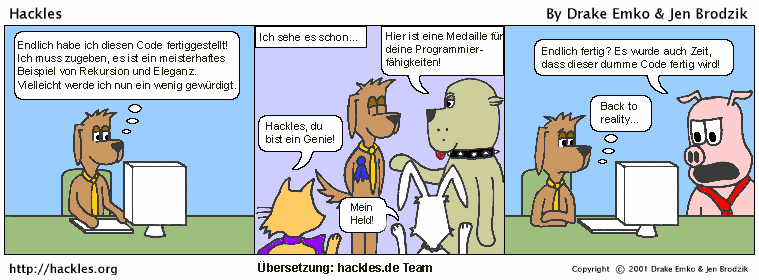 Hackles
By Drake Emko & Jen Brodzik
Endlich habe ich diesen Code fertiggestellt!
Ich muss zugeben, es ist ein meisterhaftes
Beispiel von Rekursion und Eleganz.
Vielleicht werde ich nun ein wenig gewürdigt.
Ich sehe es schon...
Hier ist eine Medaille für
deine Programmier-
fähigkeiten!
Hackles, du
bist ein Genie!
Mein
Held!
Endlich fertig? Es wurde auch Zeit,
dass dieser dumme Code fertig wird!
Back to
reality...
http://hackles.org
Übersetzung: hackles.de Team
Copyright © 2001 Drake Emko & Jen Brodzik